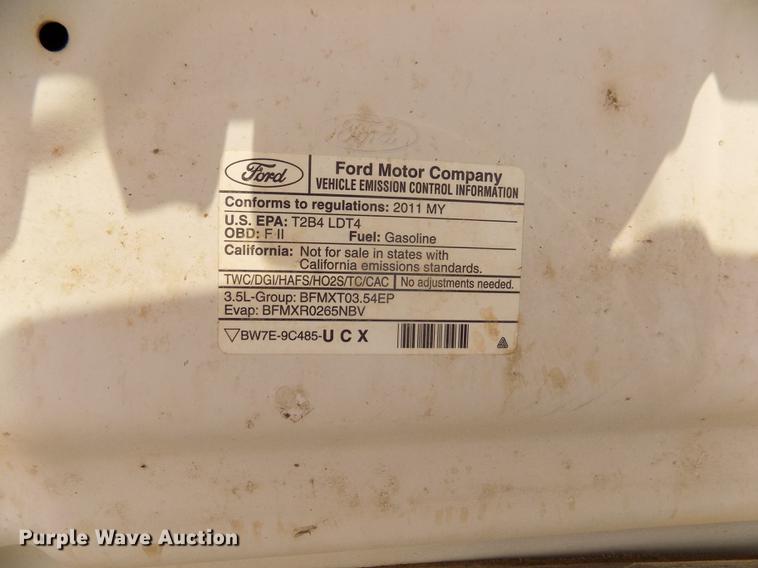 Ford
Ford Motor Company
VEHICLE EMISSION CONTROL INFORMATION
Conforms to regulations: 2011 MY
U.S. EPA: T2B4 LDT4
OBD: F II Fuel: Gasoline
California: Not for sale in states with
California emissions standards.
TWC/DGI/HAFS/HO2S/TC/CAC No adjustments needed.
3.5L-Group: BFMXT03.54EP
Evap: BFMXR0265NBV
BW7E-9C485-U C X
Purple Wave Auction